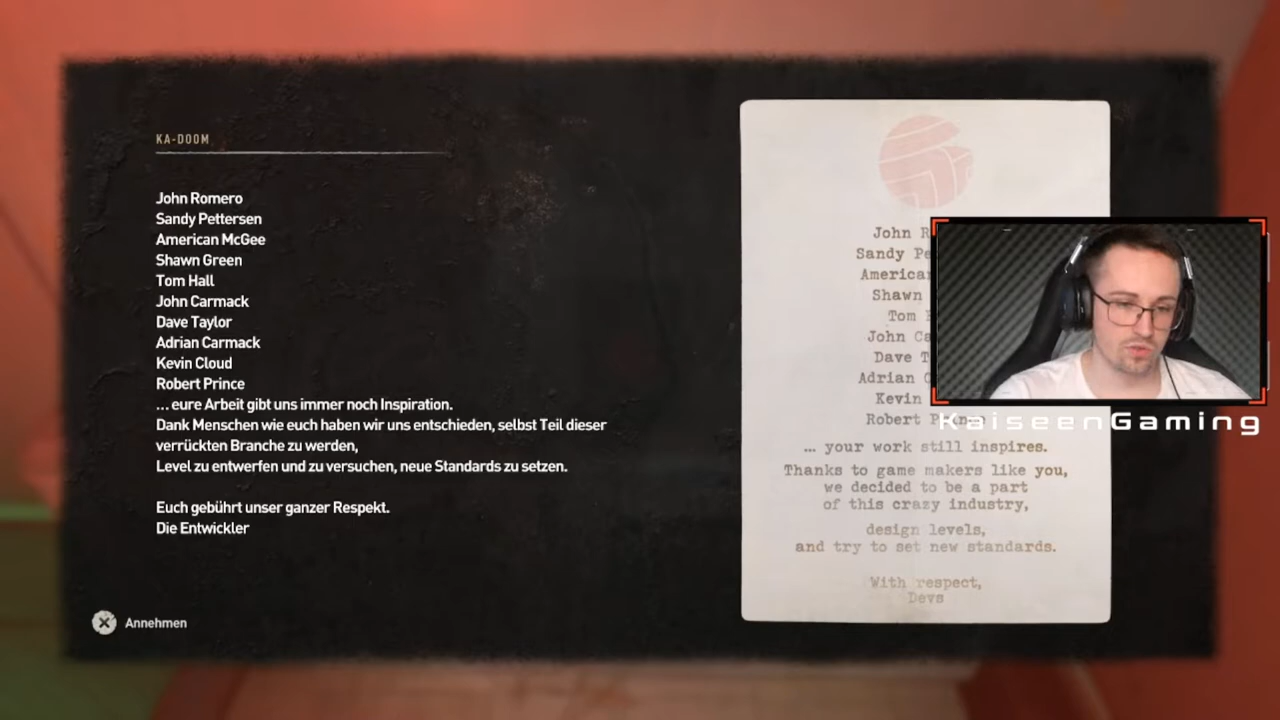 KA-DOOM
John Romero
Sandy Pettersen
American McGee
Shawn Green
Tom Hall
John Carmack
Dave Taylor
Adrian Carmack
Kevin Cloud
Robert Prince
... eure Arbeit gibt uns immer noch Inspiration.
Dank Menschen wie euch haben wir uns entschieden, selbst Teil dieser
verrückten Branche zu werden,
Level zu entwerfen und zu versuchen, neue Standards zu setzen.
Euch gebührt unser ganzer Respekt.
Die Entwickler
Annehmen
John
Sandy
American
Shawn
Tom
John
Dave
Adrian
Kevin
Robert
KaiseenGaming
... your work still inspires.
Thanks to game makers like you,
we decided to be a part
of this crazy industry,
design levels,
and try to set new standards.
With respect,
Devs